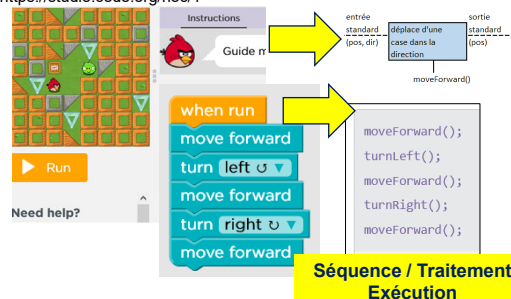 https://studio.code.org/hoc/4
Instructions
Guide m
Run
Need help?
when run
move forward
turn left
move forward
turn right
move forward
entrée
standard
(pos, dir)
déplace d'une
case dans la
direction
sortie
standard
(pos)
moveForward()
moveForward();
turnLeft();
moveForward();
turnRight();
moveForward();
Séquence / Traitement
Exécution